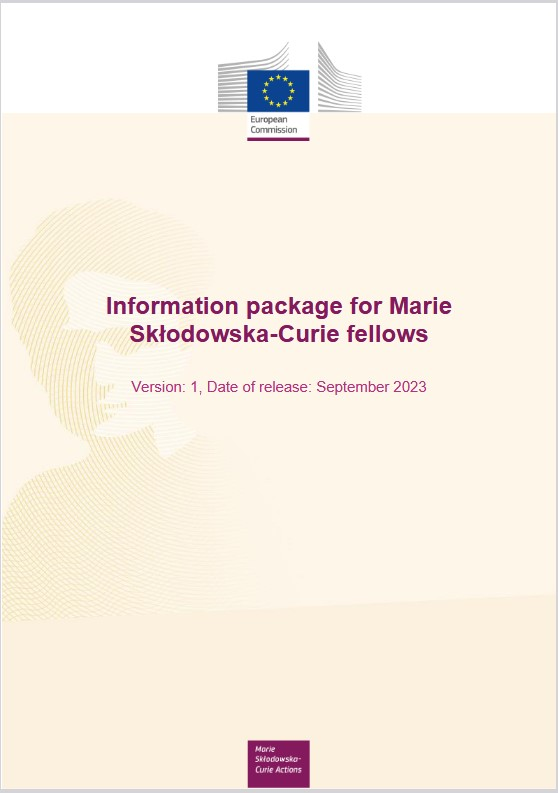 European
Commission
Information package for Marie
Skłodowska-Curie fellows
Version: 1, Date of release: September 2023
Marie
Skłodowska-
Curie Actions